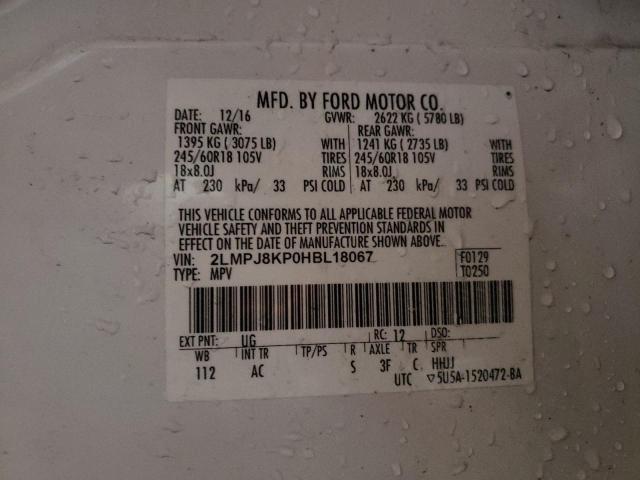 MFD. BY FORD MOTOR CO.
DATE: 12/16 GVWR: 2622 KG ( 5780 LB)
FRONT GAWR: REAR GAWR:
1395 KG ( 3075 LB) WITH 1241 KG ( 2735 LB) WITH
245/60R18 105V TIRES 245/60R18 105V TIRES
18x8.0J RIMS 18x8.0J RIMS
AT 230 kPa/ 33 PSI COLD AT 230 kPa/ 33 PSI COLD
THIS VEHICLE CONFORMS TO ALL APPLICABLE FEDERAL MOTOR
VEHICLE SAFETY AND THEFT PREVENTION STANDARDS IN
EFFECT ON THE DATE OF MANUFACTURE SHOWN ABOVE.
VIN: 2LMPJ8KP0HBL18067 F0129
TYPE: MPV T0250
EXT PNT: UG RC: 12 DSO:
WB INT TR TP/PS R AXLE TR SPR
112 AC S 3F C HHJJ
UTC ▽5U5A-1520472-BA